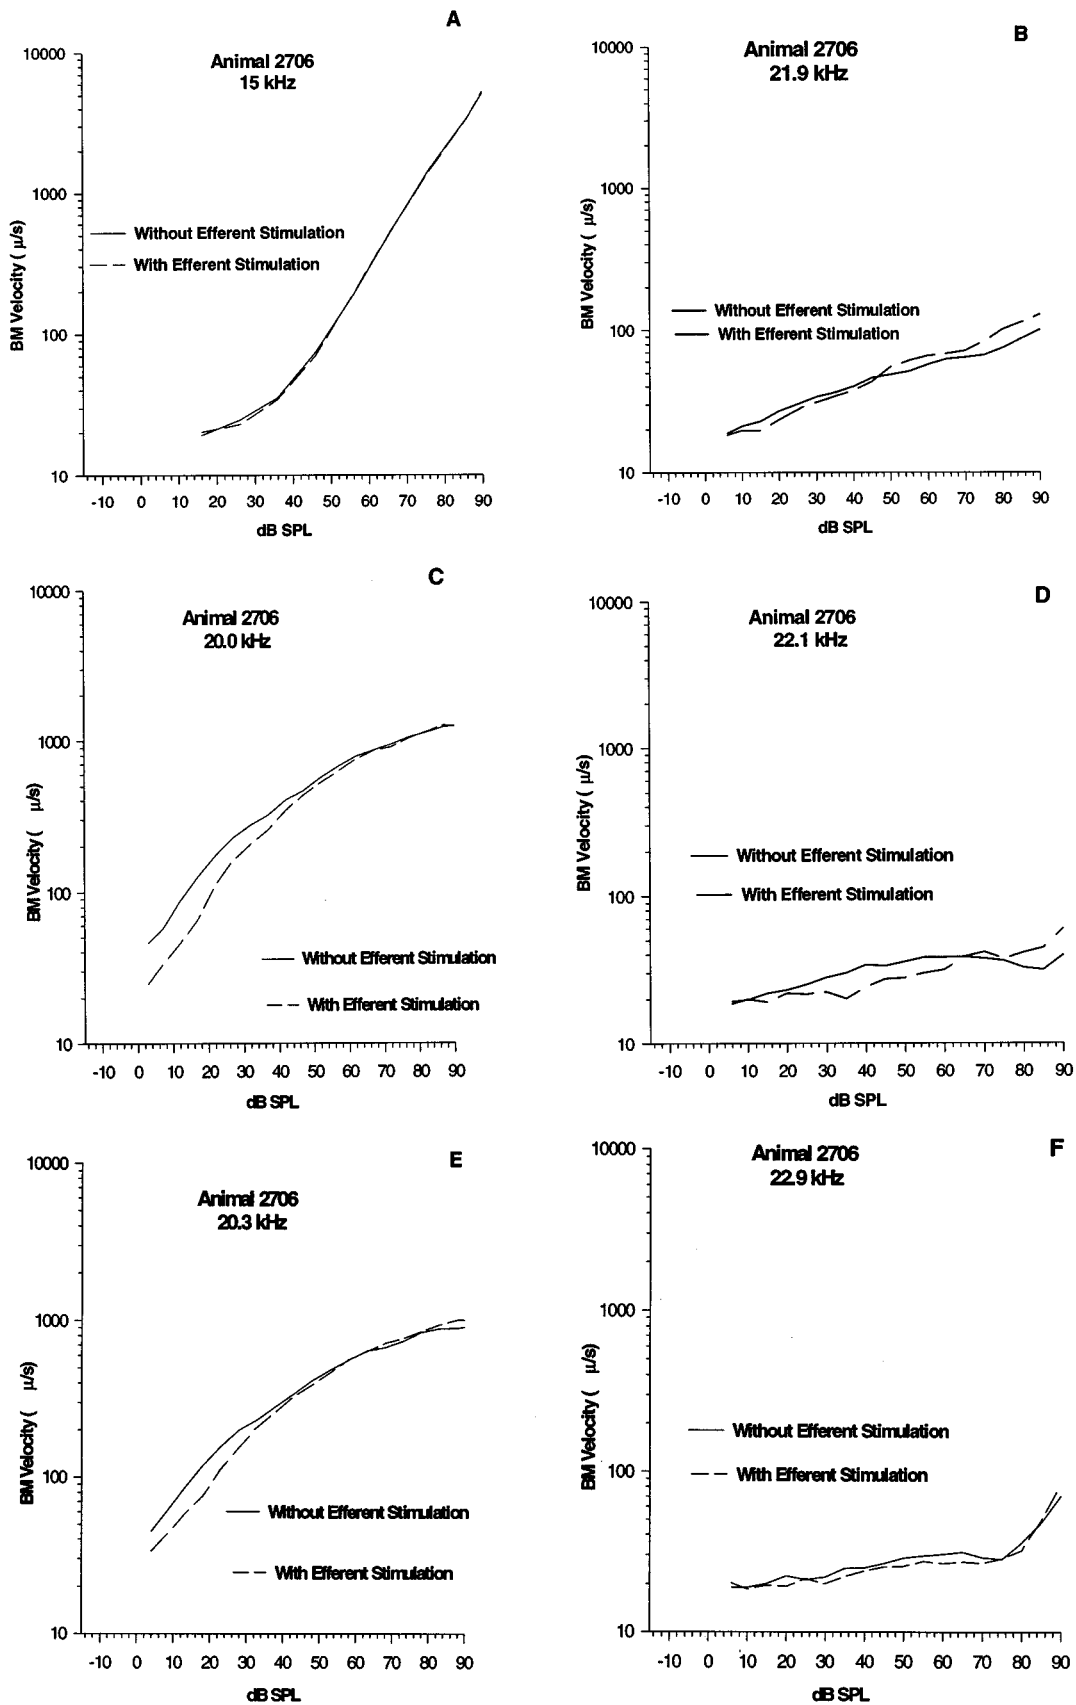 A
Animal 2706
15 kHz
10000
1000
100
10
BM Velocity ( μ/s)
Without Efferent Stimulation
With Efferent Stimulation
-10 0 10 20 30 40 50 60 70 80 90
dB SPL
B
Animal 2706
21.9 kHz
10000
1000
100
10
BM Velocity ( μ/s)
Without Efferent Stimulation
With Efferent Stimulation
-10 0 10 20 30 40 50 60 70 80 90
dB SPL
C
Animal 2706
20.0 kHz
10000
1000
100
10
BM Velocity ( μ/s)
Without Efferent Stimulation
With Efferent Stimulation
-10 0 10 20 30 40 50 60 70 80 90
dB SPL
D
Animal 2706
22.1 kHz
10000
1000
100
10
BM Velocity ( μ/s)
Without Efferent Stimulation
With Efferent Stimulation
-10 0 10 20 30 40 50 60 70 80 90
dB SPL
E
Animal 2706
20.3 kHz
10000
1000
100
10
BM Velocity ( μ/s)
Without Efferent Stimulation
With Efferent Stimulation
-10 0 10 20 30 40 50 60 70 80 90
dB SPL
F
Animal 2706
22.9 kHz
10000
1000
100
10
BM Velocity ( μ/s)
Without Efferent Stimulation
With Efferent Stimulation
-10 0 10 20 30 40 50 60 70 80 90
dB SPL